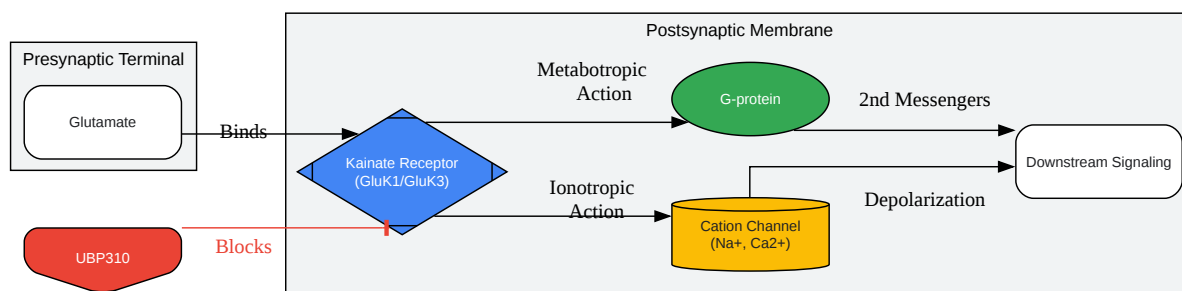 Presynaptic Terminal
Glutamate
Binds
UBP310
Blocks
Postsynaptic Membrane
Kainate Receptor
(GluK1/GluK3)
Metabotropic
Action
G-protein
2nd Messengers
Ionotropic
Action
Cation Channel
(Na+, Ca2+)
Depolarization
Downstream Signaling